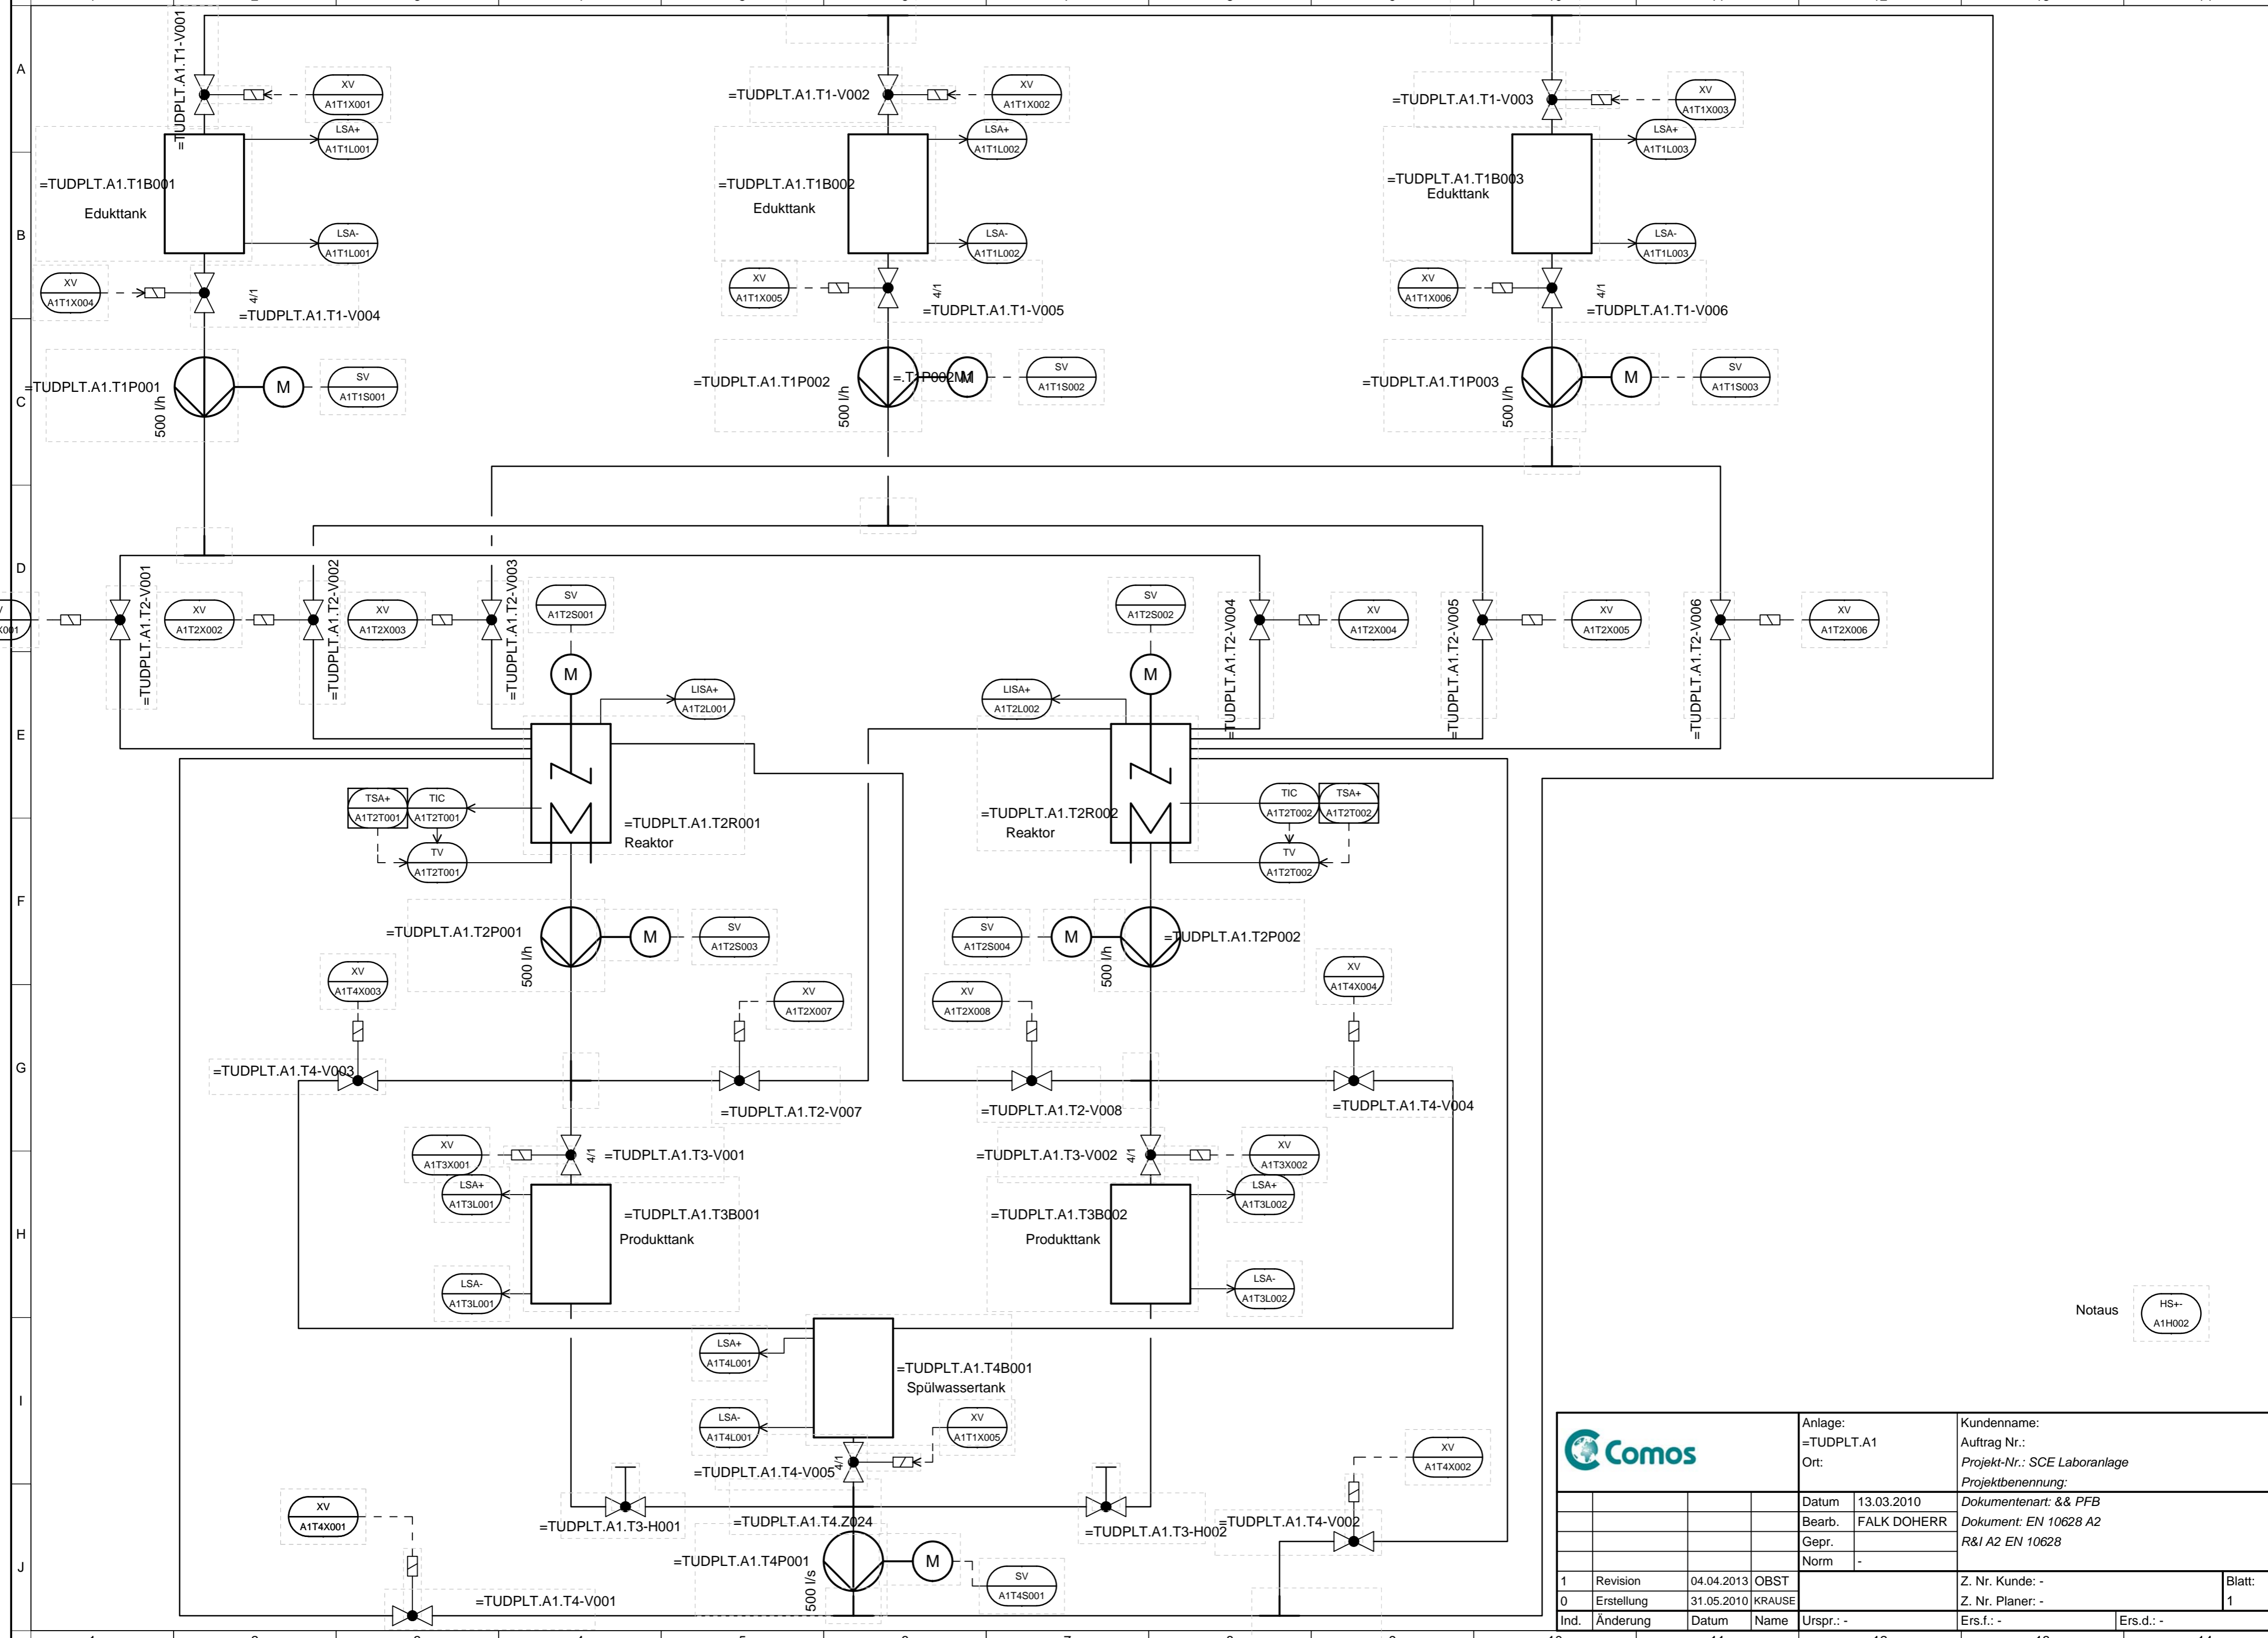 A
=TUDPLT.A1.T1-V001
XV
A1T1X001
=TUDPLT.A1.T1-V002
XV
A1T1X002
=TUDPLT.A1.T1-V003
XV
A1T1X003
LSA+
A1T1L001
LSA+
A1T1L002
LSA+
A1T1L003
=TUDPLT.A1.T1B001
Edukttank
=TUDPLT.A1.T1B002
Edukttank
=TUDPLT.A1.T1B003
Edukttank
B
LSA-
A1T1L001
LSA-
A1T1L002
LSA-
A1T1L003
XV
A1T1X004
4/1
=TUDPLT.A1.T1-V004
XV
A1T1X005
4/1
=TUDPLT.A1.T1-V005
XV
A1T1X006
4/1
=TUDPLT.A1.T1-V006
C
=TUDPLT.A1.T1P001
500 l/h
M
SV
A1T1S001
=TUDPLT.A1.T1P002
500 l/h
=.T1P002M1
M
SV
A1T1S002
=TUDPLT.A1.T1P003
500 l/h
M
SV
A1T1S003
D
X001
=TUDPLT.A1.T2-V001
XV
A1T2X002
=TUDPLT.A1.T2-V002
XV
A1T2X003
=TUDPLT.A1.T2-V003
SV
A1T2S001
M
SV
A1T2S002
M
=TUDPLT.A1.T2-V004
XV
A1T2X004
=TUDPLT.A1.T2-V005
XV
A1T2X005
=TUDPLT.A1.T2-V006
XV
A1T2X006
E
LISA+
A1T2L001
LISA+
A1T2L002
TSA+
A1T2T001
TIC
A1T2T001
TV
A1T2T001
=TUDPLT.A1.T2R001
Reaktor
=TUDPLT.A1.T2R002
Reaktor
TIC
A1T2T002
TSA+
A1T2T002
TV
A1T2T002
F
=TUDPLT.A1.T2P001
500 l/h
M
SV
A1T2S003
SV
A1T2S004
M
=TUDPLT.A1.T2P002
500 l/h
XV
A1T4X003
XV
A1T2X007
XV
A1T2X008
XV
A1T4X004
G
=TUDPLT.A1.T4-V003
=TUDPLT.A1.T2-V007
=TUDPLT.A1.T2-V008
=TUDPLT.A1.T4-V004
XV
A1T3X001
4/1
=TUDPLT.A1.T3-V001
=TUDPLT.A1.T3-V002
4/1
XV
A1T3X002
LSA+
A1T3L001
LSA+
A1T3L002
H
=TUDPLT.A1.T3B001
Produkttank
=TUDPLT.A1.T3B002
Produkttank
LSA-
A1T3L001
LSA-
A1T3L002
Notaus
HS+-
A1H002
I
LSA+
A1T4L001
=TUDPLT.A1.T4B001
Spülwassertank
LSA-
A1T4L001
XV
A1T1X005
=TUDPLT.A1.T4-V005
4/1
XV
A1T4X002
J
XV
A1T4X001
=TUDPLT.A1.T3-H001
=TUDPLT.A1.T4.Z024
=TUDPLT.A1.T3-H002
=TUDPLT.A1.T4-V002
=TUDPLT.A1.T4P001
500 l/s
M
SV
A1T4S001
=TUDPLT.A1.T4-V001
Comos
Anlage:
=TUDPLT.A1
Ort:
Kundenname:
Auftrag Nr.:
Projekt-Nr.: SCE Laboranlage
Projektbenennung:
Datum 13.03.2010
Bearb. FALK DOHERR
Gepr.
Norm -
Dokumentenart: && PFB
Dokument: EN 10628 A2
R&I A2 EN 10628
1 Revision 04.04.2013 OBST
0 Erstellung 31.05.2010 KRAUSE
Ind. Änderung Datum Name
Urspr.: -
Z. Nr. Kunde: -
Z. Nr. Planer: -
Ers.f.: -
Ers.d.: -
Blatt:
1